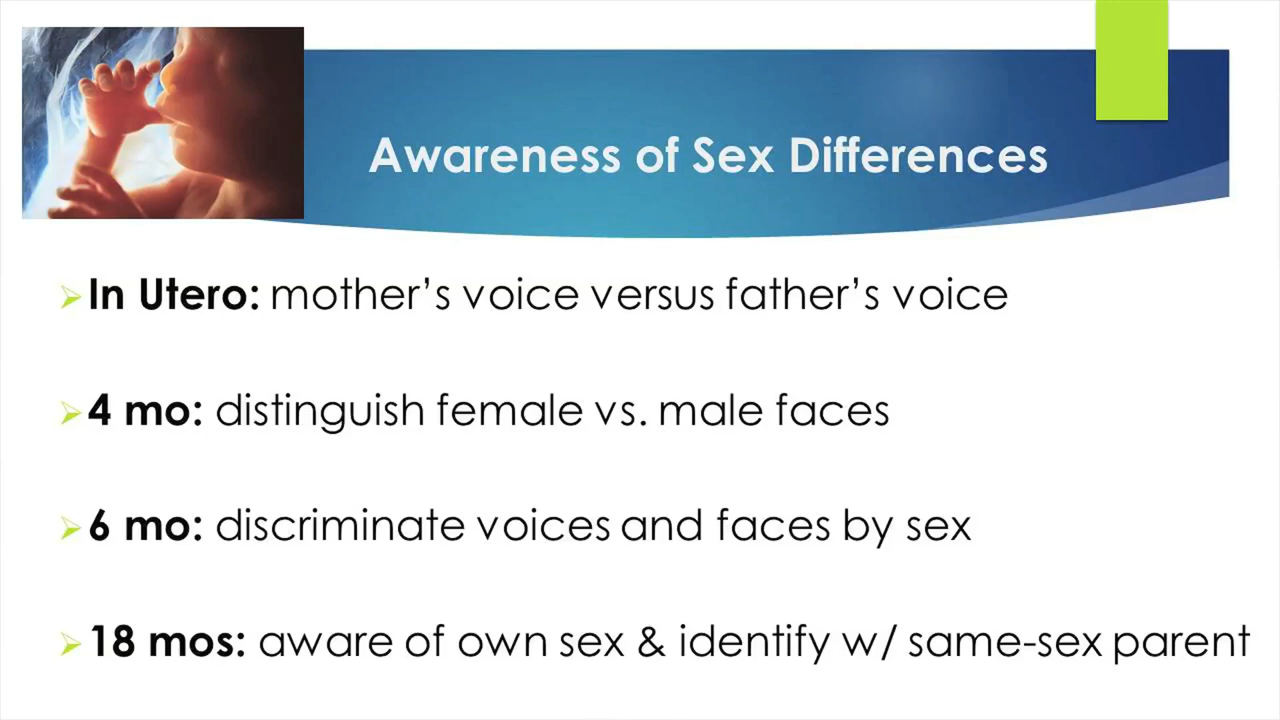 Awareness of Sex Differences
In Utero: mother’s voice versus father’s voice
4 mo: distinguish female vs. male faces
6 mo: discriminate voices and faces by sex
18 mos: aware of own sex & identify w/ same-sex parent